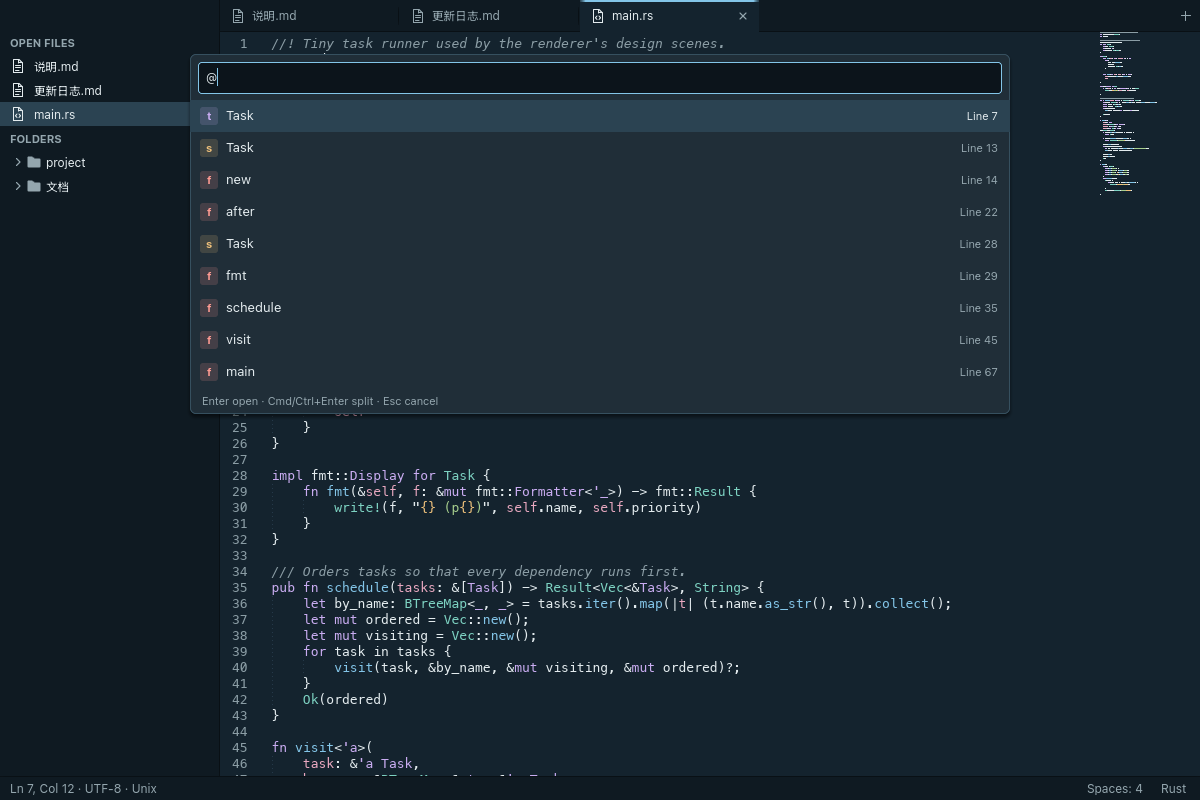 说明.md
更新日志.md
main.rs
OPEN FILES
说明.md
更新日志.md
main.rs
FOLDERS
project
文档
1 //! Tiny task runner used by the renderer's design scenes.
@
t Task Line 7
s Task Line 13
f new Line 14
f after Line 22
s Task Line 28
f fmt Line 29
f schedule Line 35
f visit Line 45
f main Line 67
Enter open · Cmd/Ctrl+Enter split · Esc cancel
25 }
26 }
27
28 impl fmt::Display for Task {
29 fn fmt(&self, f: &mut fmt::Formatter<'_>) -> fmt::Result {
30 write!(f, "{} (p{})", self.name, self.priority)
31 }
32 }
33
34 /// Orders tasks so that every dependency runs first.
35 pub fn schedule(tasks: &[Task]) -> Result<Vec<&Task>, String> {
36 let by_name: BTreeMap<_, _> = tasks.iter().map(|t| (t.name.as_str(), t)).collect();
37 let mut ordered = Vec::new();
38 let mut visiting = Vec::new();
39 for task in tasks {
40 visit(task, &by_name, &mut visiting, &mut ordered)?;
41 }
42 Ok(ordered)
43 }
44
45 fn visit<'a>(
46 task: &'a Task,
Ln 7, Col 12 · UTF-8 · Unix
Spaces: 4
Rust